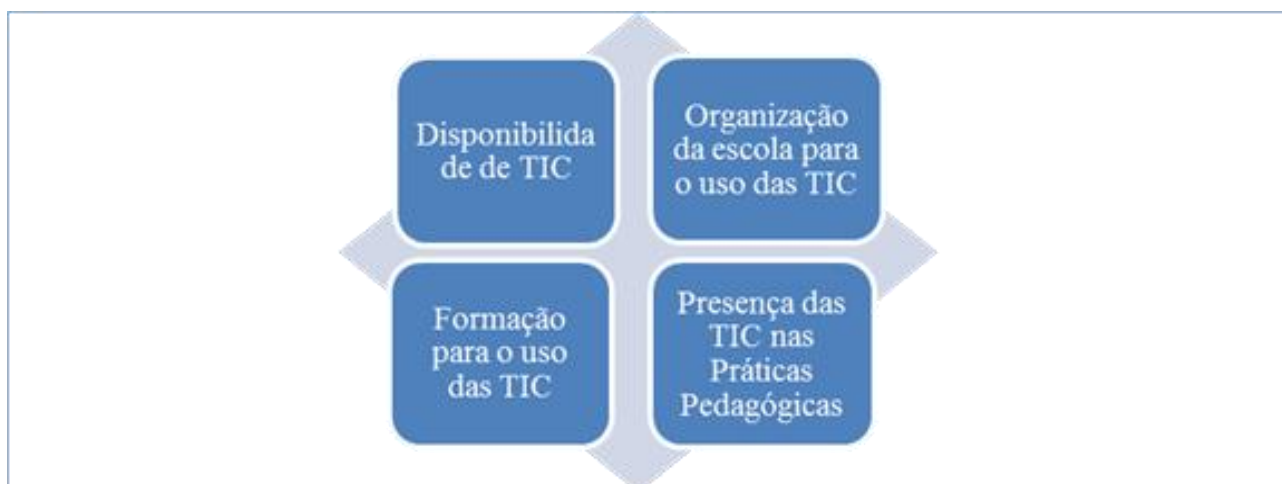 Disponibilida
de de TIC
Organização
da escola para
o uso das TIC
Formação
para o uso
das TIC
Presença das
TIC nas
Práticas
Pedagógicas